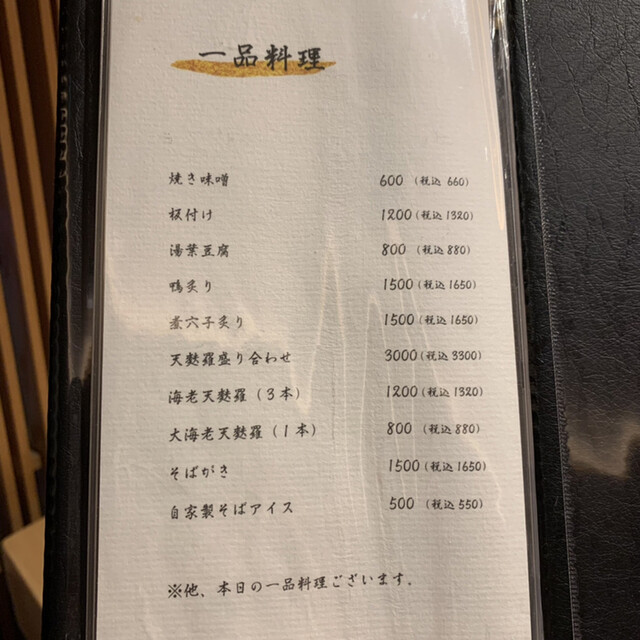 一品料理
焼き味噌 600（税込 660）
板付け 1200（税込 1320）
湯葉豆腐 800（税込 880）
鴨炙り 1500（税込 1650）
煮穴子炙り 1500（税込 1650）
天麩羅盛り合わせ 3000（税込 3300）
海老天麩羅（３本） 1200（税込 1320）
大海老天麩羅（１本） 800（税込 880）
そばがき 1500（税込 1650）
自家製そばアイス 500（税込 550）
※他、本日の一品料理ございます。